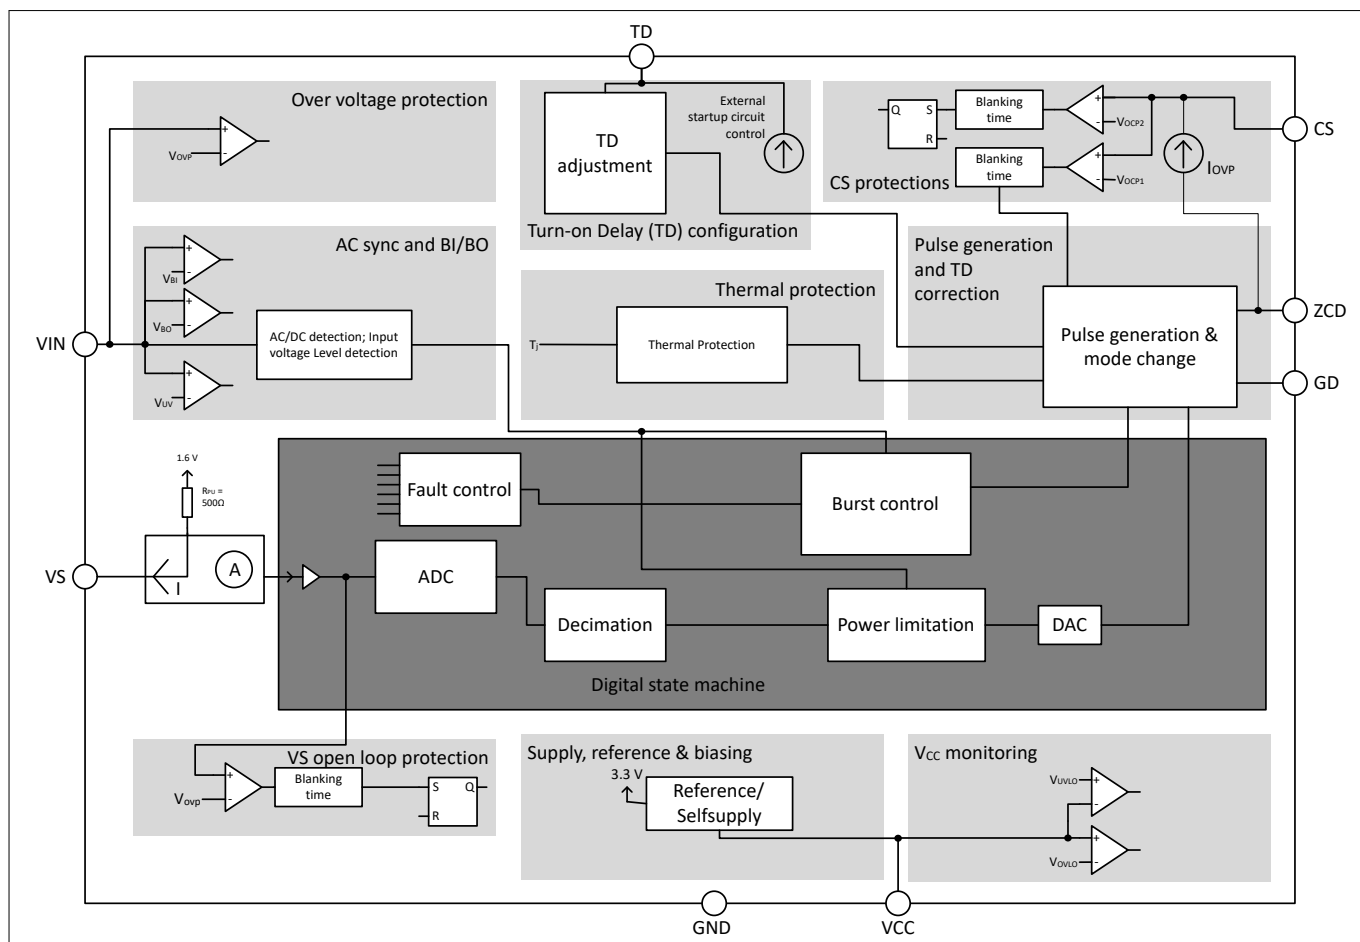 TD
Over voltage protection
+
-
VOVP
TD
adjustment
External
startup circuit
control
Turn-on Delay (TD) configuration
Q
S
R
Blanking
time
+
-
VOCP2
Blanking
time
+
-
VOCP1
IOVP
CS protections
CS
AC sync and BI/BO
+
-
VBI
+
-
VBO
+
-
VUV
AC/DC detection; Input
voltage Level detection
VIN
Thermal protection
Tj
Thermal Protection
Pulse generation
and TD
correction
Pulse generation &
mode change
ZCD
GD
1.6 V
RPU =
500Ω
VS
I
A
Fault control
Burst control
ADC
Decimation
Power limitation
DAC
Digital state machine
VS open loop protection
+
-
Vovp
Blanking
time
S
Q
R
Supply, reference & biasing
3.3 V
Reference/
Selfsupply
VCC monitoring
VUVLO
+
-
+
-
VOVLO
GND
VCC